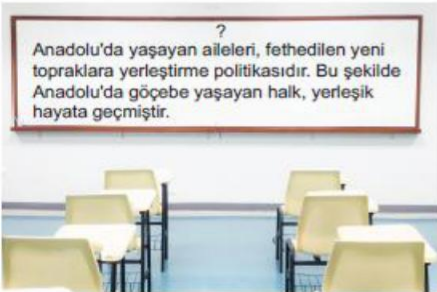 ?
Anadolu'da yaşayan aileleri, fethedilen yeni
topraklara yerleştirme politikasıdır. Bu şekilde
Anadolu'da göçebe yaşayan halk, yerleşik
hayata geçmiştir.